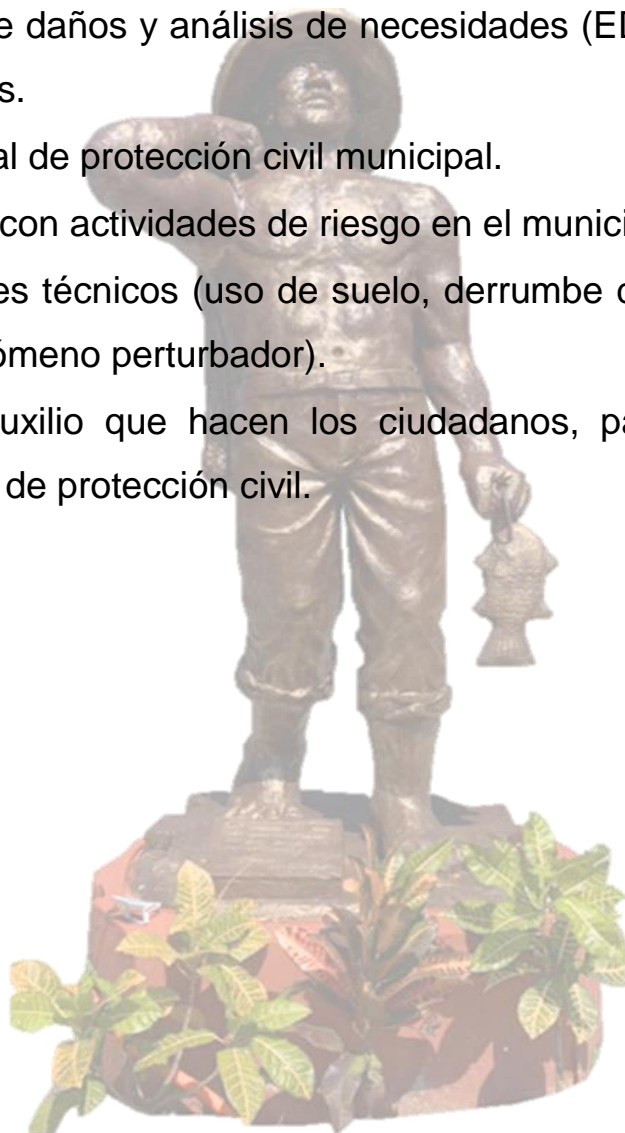 e daños y análisis de necesidades (ED
s.
al de protección civil municipal.
con actividades de riesgo en el munici
es técnicos (uso de suelo, derrumbe d
ómeno perturbador).
uxilio que hacen los ciudadanos, pa
de protección civil.